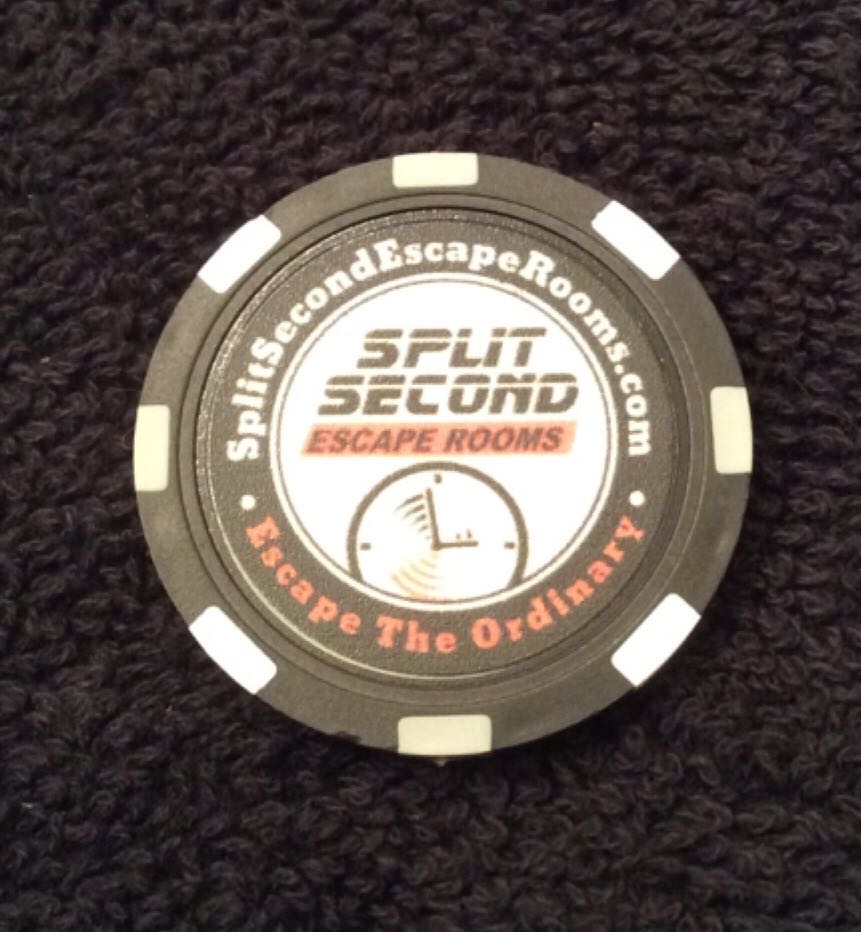 SplitSecondEscapeRooms.com
SPLIT
SECOND
ESCAPE ROOMS
Escape The Ordinary